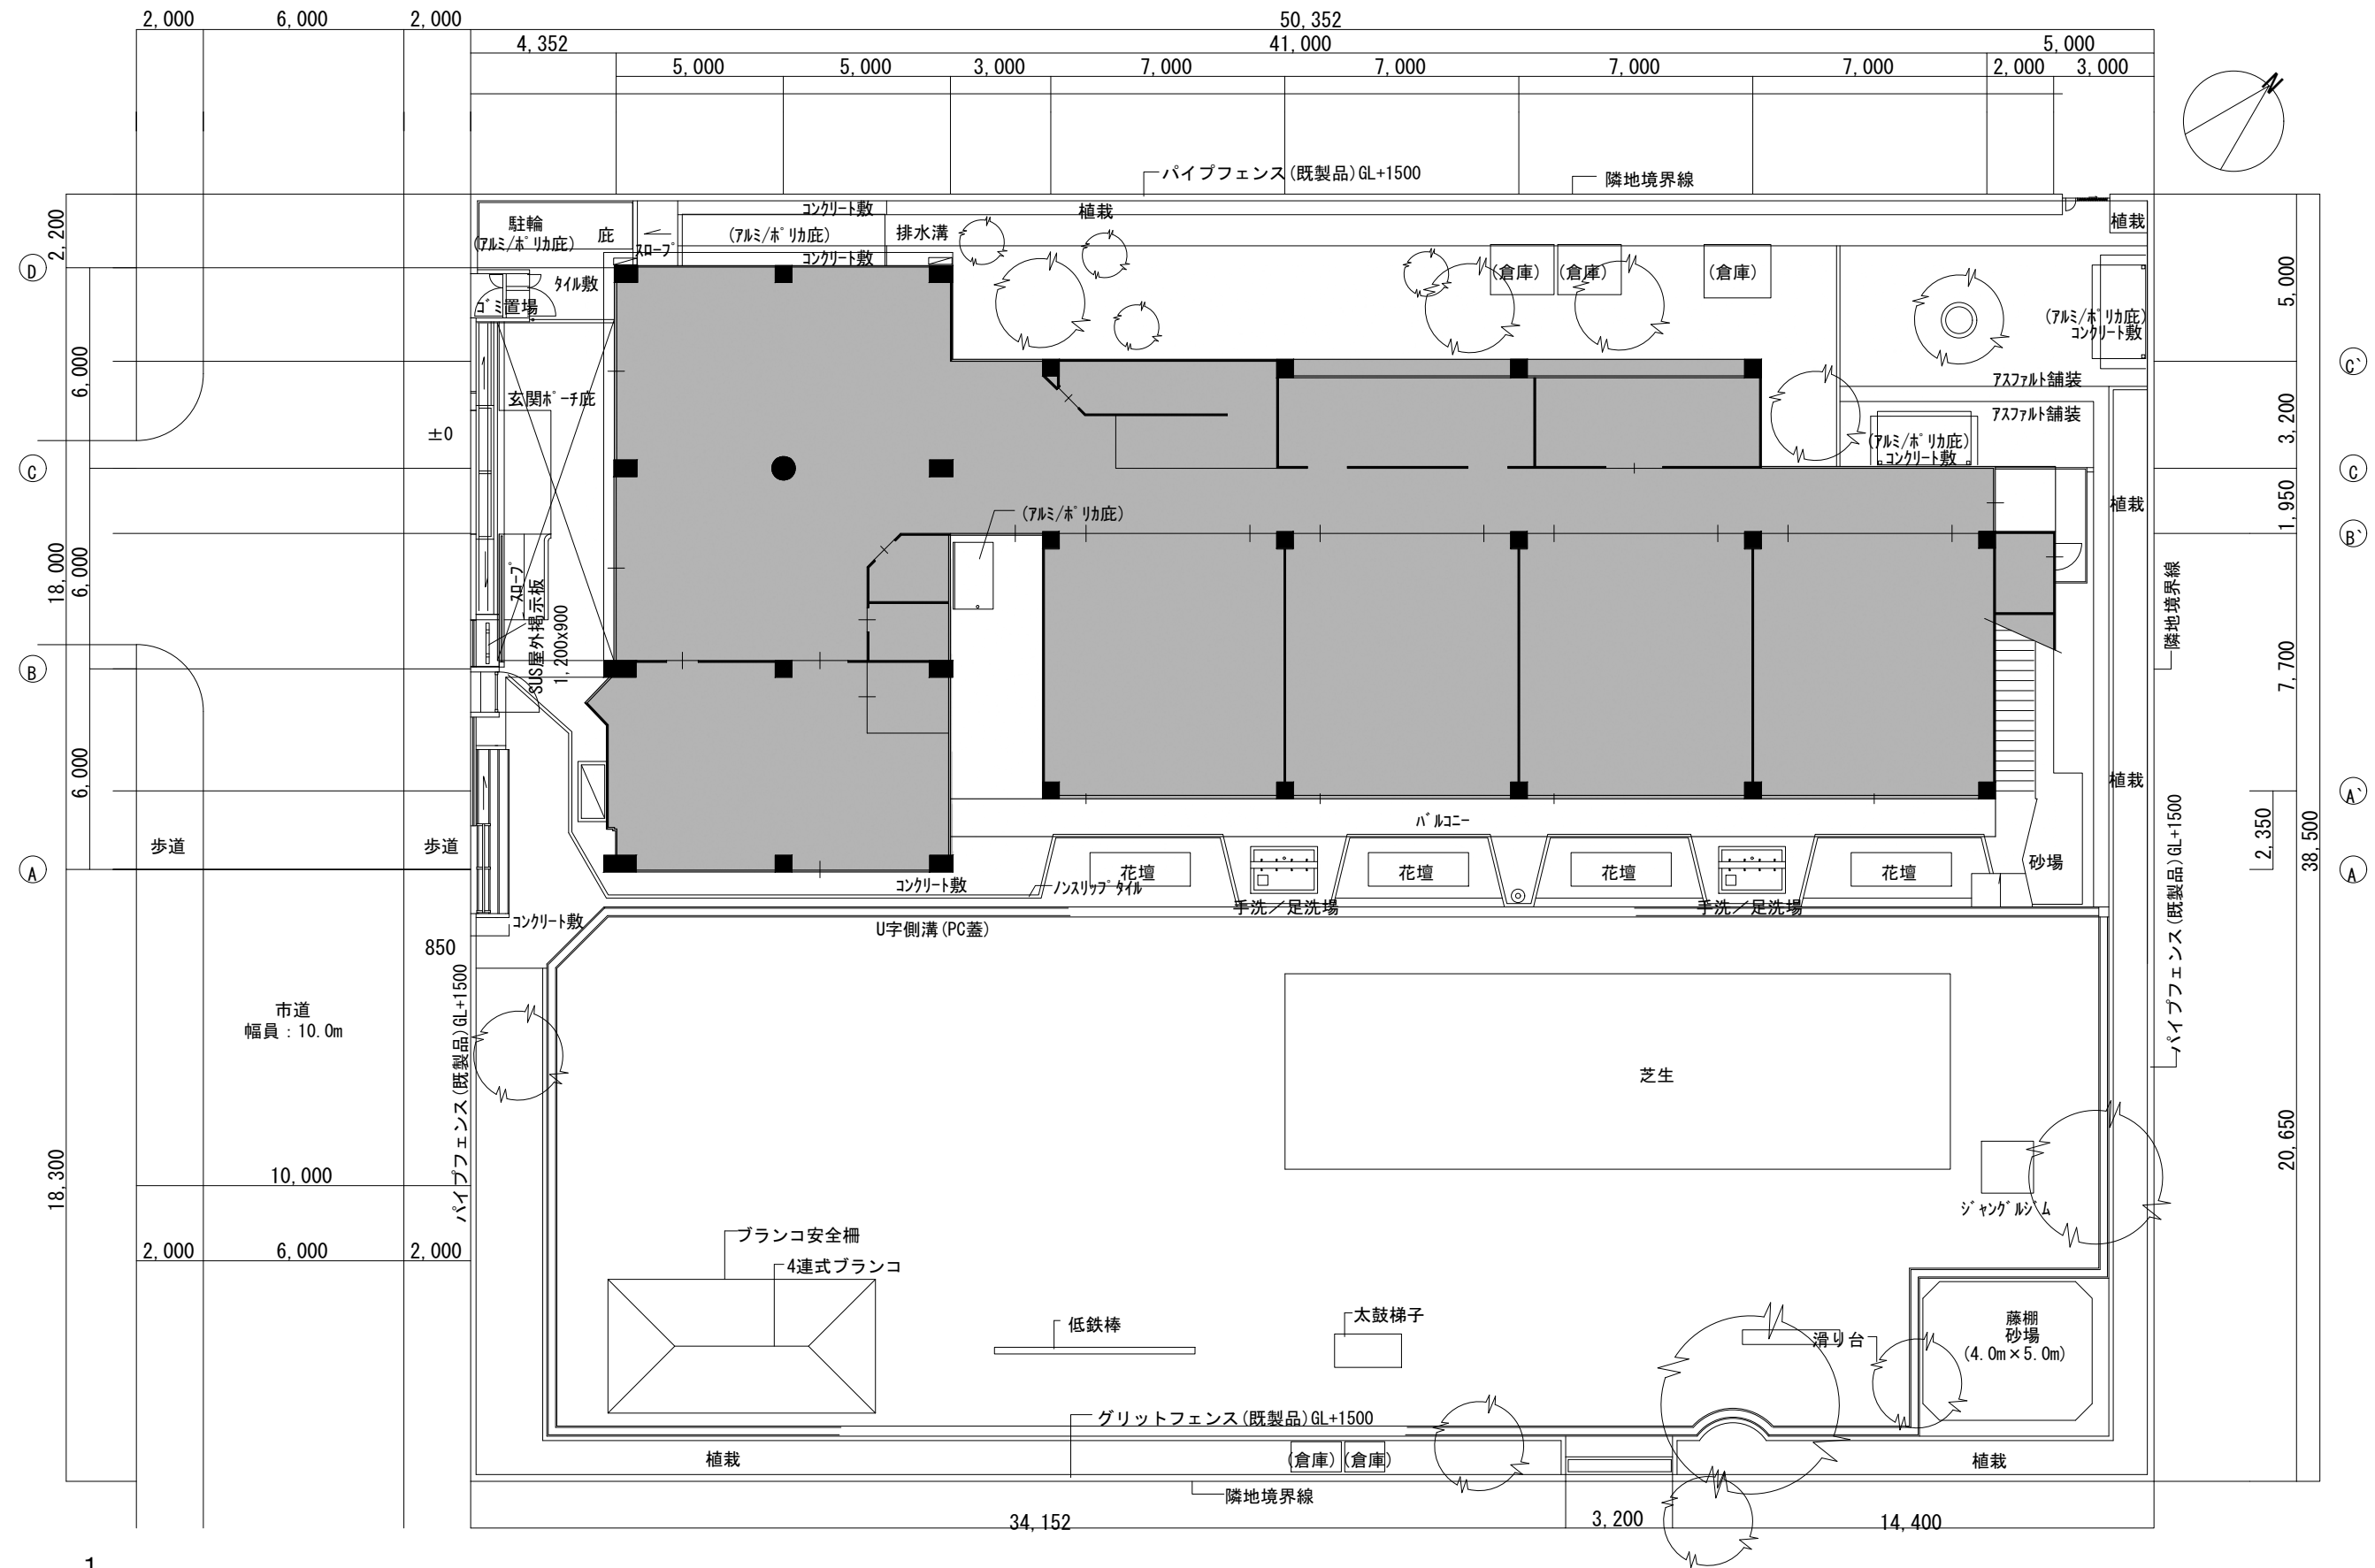 2,000 6,000 2,000 50,352
4,352 41,000 5,000
5,000 5,000 3,000 7,000 7,000 7,000 7,000 2,000 3,000
N
パイプフェンス(既製品)GL+1500
隣地境界線
2,200
駐輪
(アルミ/ポリカ庇)
庇
スロープ
コンクリート敷
(アルミ/ポリカ庇)
コンクリート敷
排水溝
植栽
植栽
D
タイル敷
ゴミ置場
(倉庫)
(倉庫)
(倉庫)
(アルミ/ポリカ庇)
コンクリート敷
5,000
6,000
玄関ポーチ庇
±0
アスファルト舗装
アスファルト舗装
(アルミ/ポリカ庇)
コンクリート敷
C`
3,200
C
C
(アルミ/ポリカ庇)
植栽
1,950
B`
18,000
6,000
スロープ
SUS屋外掲示板
1,200x900
隣地境界線
B
7,700
6,000
植栽
A`
バルコニー
パイプフェンス(既製品)GL+1500
2,350
38,500
歩道
歩道
花壇
花壇
花壇
花壇
砂場
A
A
コンクリート敷
ノンスリップタイル
手洗/足洗場
手洗/足洗場
コンクリート敷
U字側溝(PC蓋)
850
パイプフェンス(既製品)GL+1500
市道
幅員:10.0m
芝生
20,650
18,300
10,000
ジャングルジム
ブランコ安全柵
2,000 6,000 2,000
4連式ブランコ
太鼓梯子
低鉄棒
滑り台
藤棚
砂場
(4.0m×5.0m)
グリットフェンス(既製品)GL+1500
植栽
(倉庫)
(倉庫)
植栽
隣地境界線
34,152 3,200 14,400
1